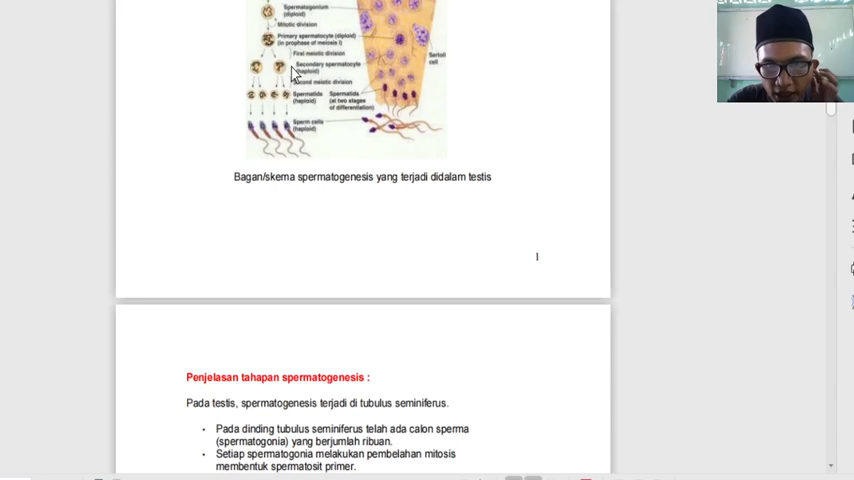 Spermatogonium
(diploid)
Mitotic division
Primary spermatocyte (diploid)
(in prophase of meiosis I)
First meiotic division
Secondary spermatocyte
(haploid)
Second meiotic division
Spermatids
(haploid)
Spermatids
(at two stages
of differentiation)
Sperm cells
(haploid)
Sertoli
cell
Bagan/skema spermatogenesis yang terjadi didalam testis
1
Penjelasan tahapan spermatogenesis :
Pada testis, spermatogenesis terjadi di tubulus seminiferus.
• Pada dinding tubulus seminiferus telah ada calon sperma
(spermatogonia) yang berjumlah ribuan.
• Setiap spermatogonia melakukan pembelahan mitosis
membentuk spermatosit primer.